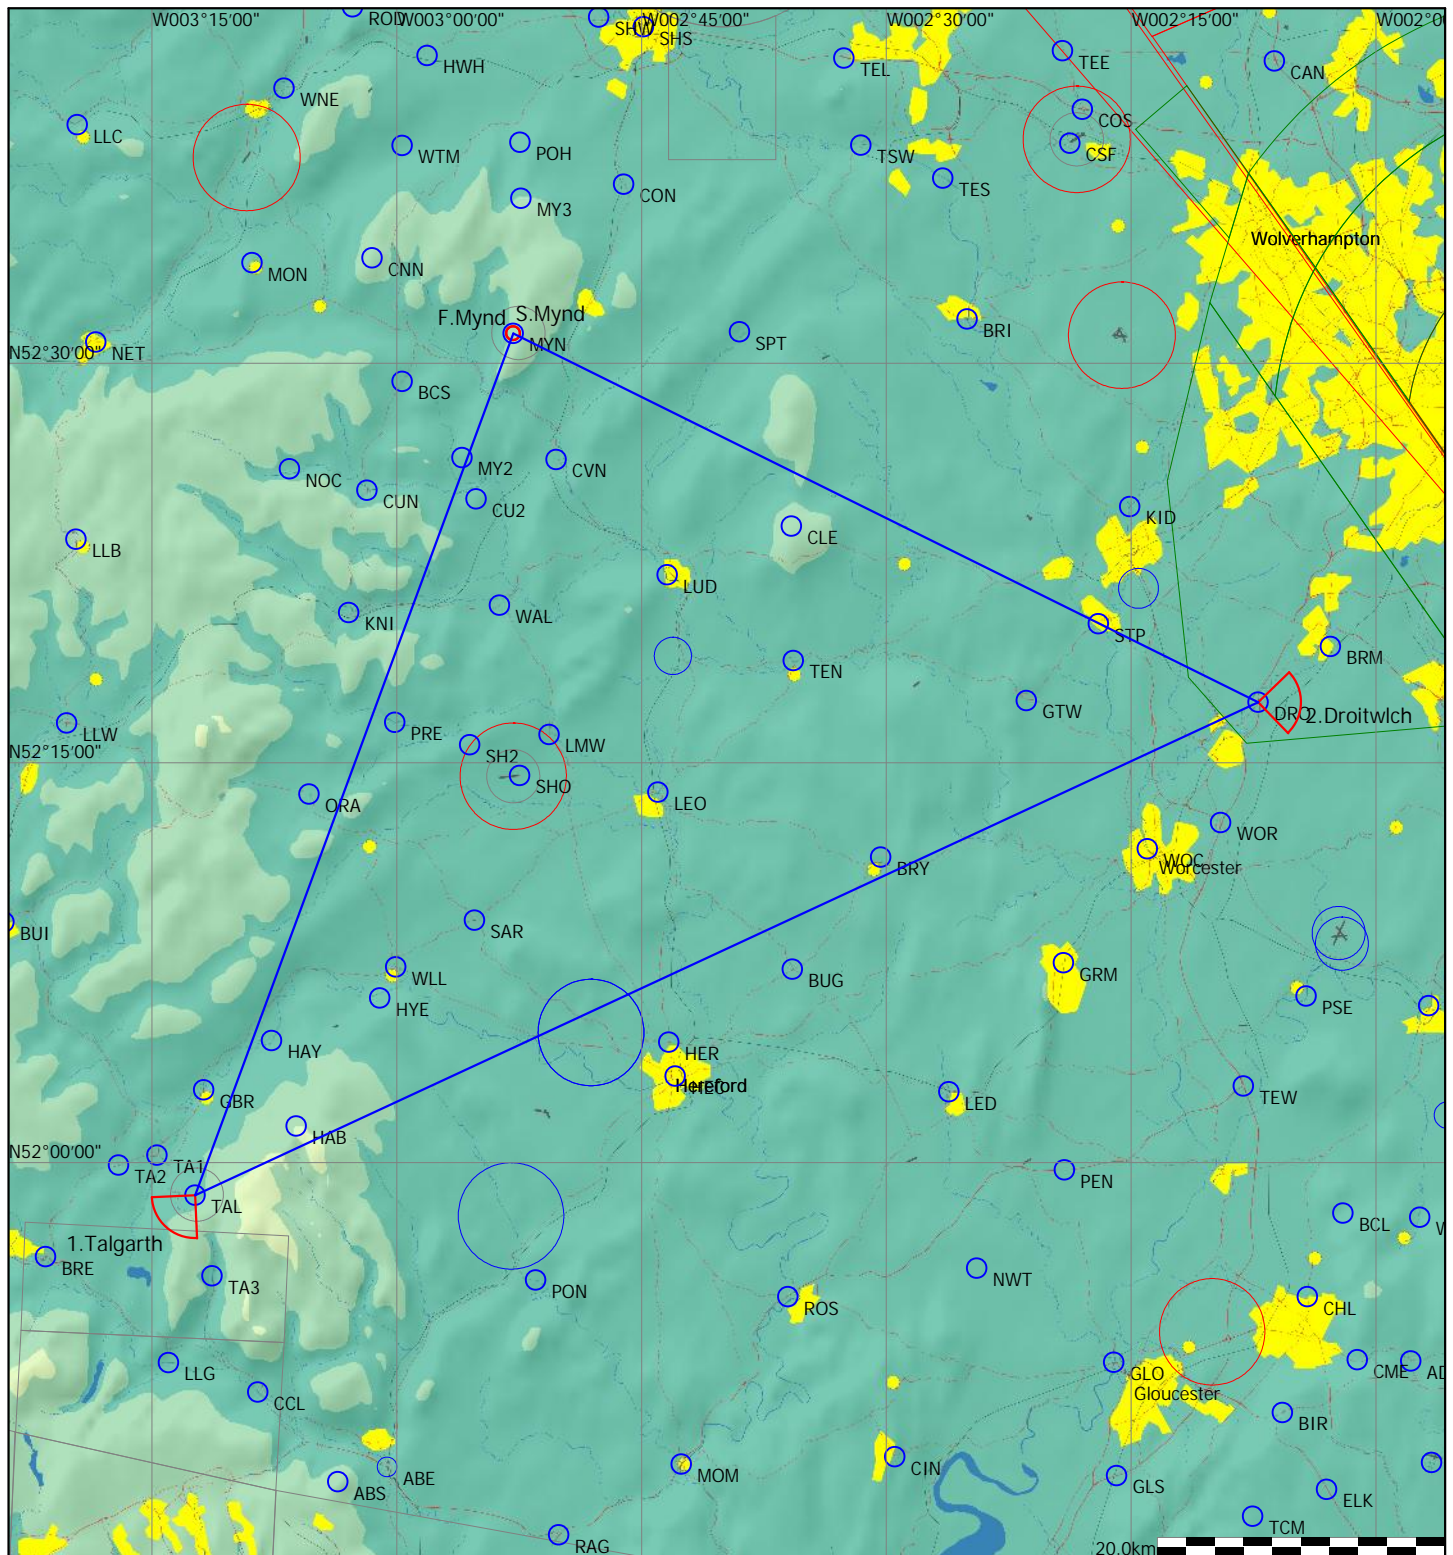 W003°15'00"
ROD
W003°00'00"
SHW
SHS
W002°45'00"
W002°30'00"
W002°15'00"
W002°0
HWH
TEL
TEE
CAN
WNE
COS
LLC
WTM
POH
TSW
CSF
CON
TES
MY3
Wolverhampton
MON
CNN
F.Mynd
S.Mynd
BRI
MYN
SPT
NET
N52°30'00"
BCS
MY2
CVN
NOC
CUN
CU2
KID
LLB
CLE
LUD
KNI
WAL
STP
TEN
BRM
GTW
DRO
2.Droitwlch
LLW
PRE
LMW
N52°15'00"
SH2
SHO
ORA
LEO
WOR
BRY
WOC
Worcester
BUI
SAR
WLL
BUG
GRM
HYE
PSE
HAY
HER
Hereford
HEC
GBR
LED
TEW
HAB
N52°00'00"
TA1
TA2
PEN
TAL
BCL
W
1.Talgarth
BRE
TA3
PON
NWT
ROS
CHL
LLG
GLO
CME
AD
CCL
Gloucester
BIR
ABE
MOM
CIN
ABS
GLS
ELK
TCM
RAG
20.0km